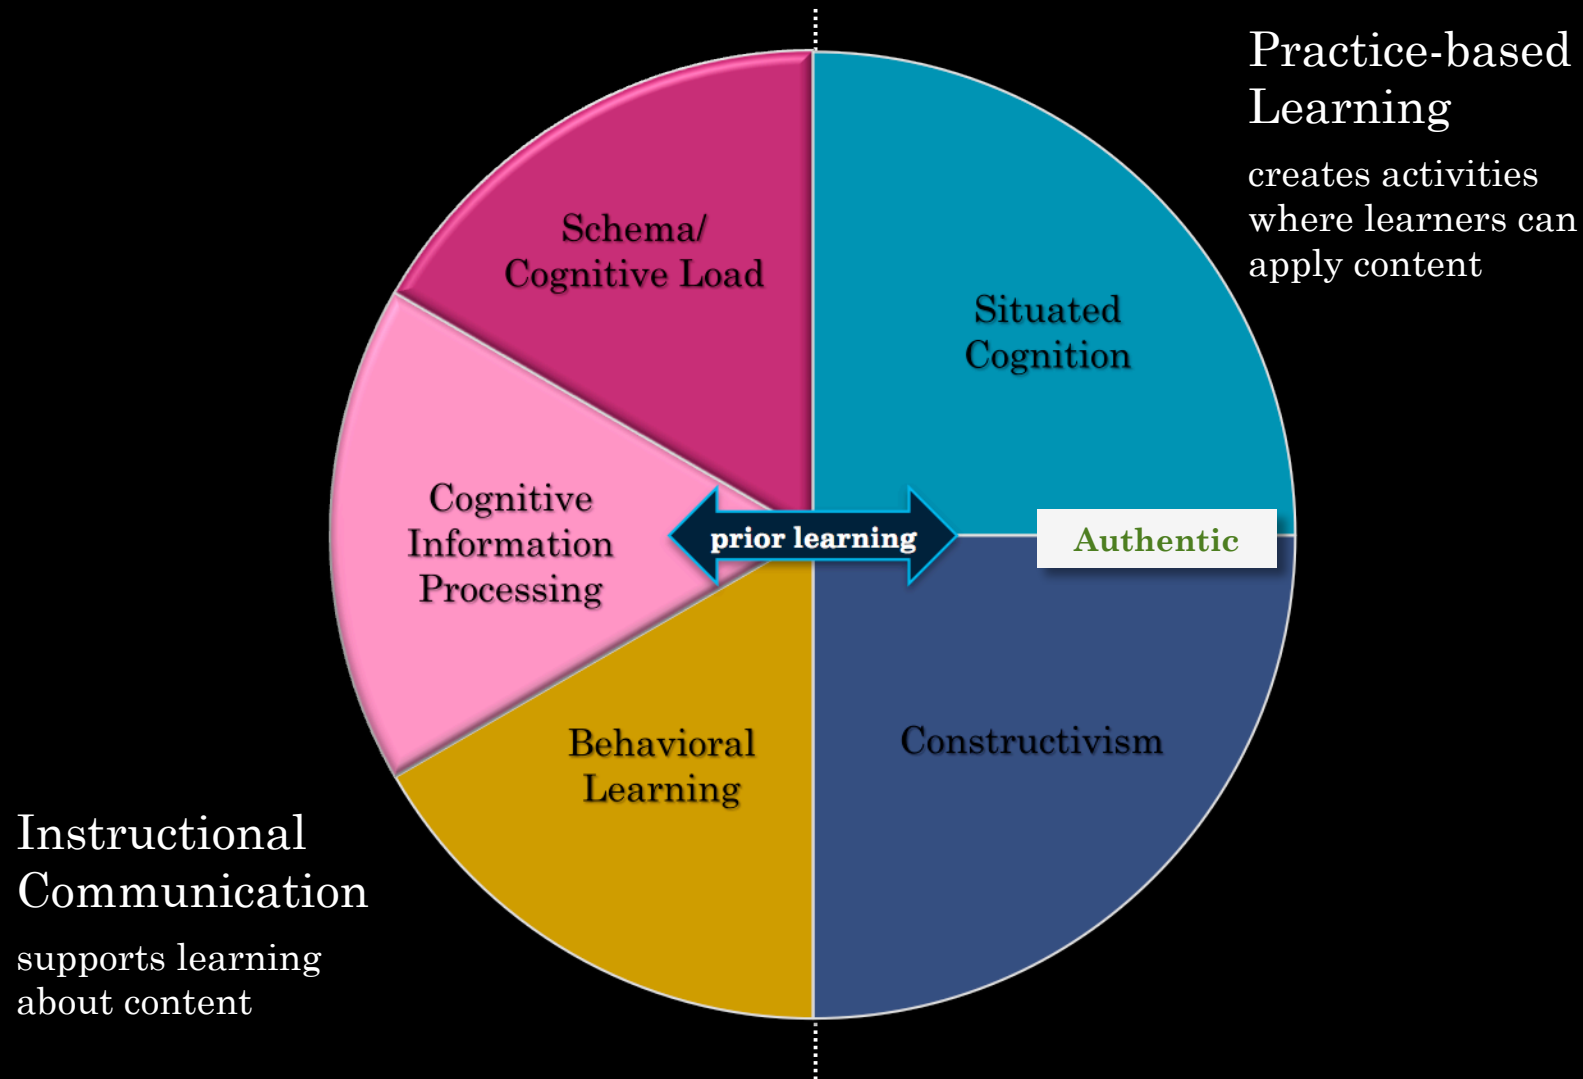 Practice-based
Learning
creates activities
where learners can
apply content
Schema/
Cognitive Load
Situated
Cognition
Cognitive
Information
Processing
prior learning
Authentic
Behavioral
Learning
Constructivism
Instructional
Communication
supports learning
about content